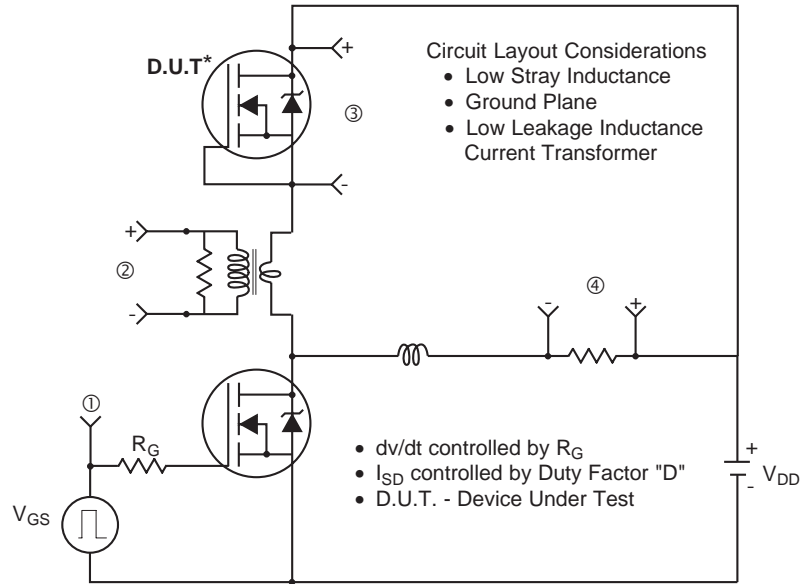 D.U.T*
+
③
-
Circuit Layout Considerations
• Low Stray Inductance
• Ground Plane
• Low Leakage Inductance
Current Transformer
+
②
-
-
④
+
①
R_G
V_GS
• dv/dt controlled by R_G
• I_SD controlled by Duty Factor "D"
• D.U.T. - Device Under Test
+
V_DD
-